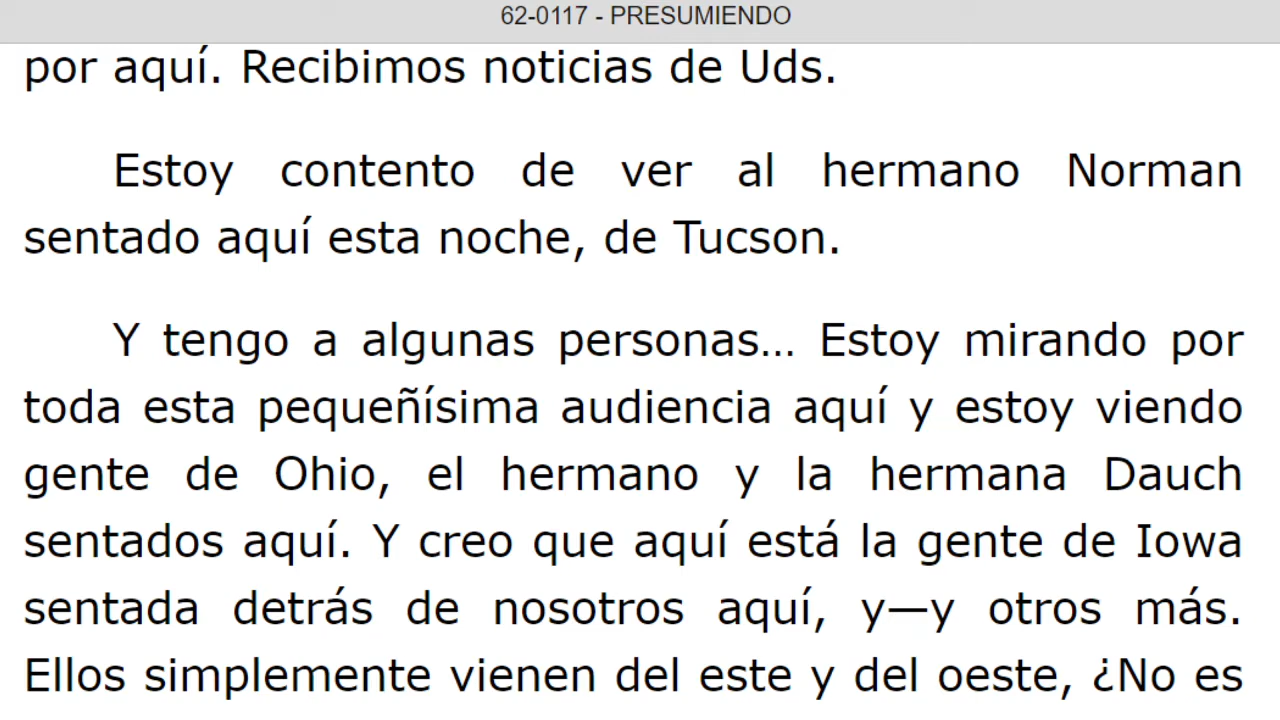 62-0117 - PRESUMIENDO
por aquí. Recibimos noticias de Uds.
Estoy contento de ver al hermano Norman
sentado aquí esta noche, de Tucson.
Y tengo a algunas personas… Estoy mirando por
toda esta pequeñísima audiencia aquí y estoy viendo
gente de Ohio, el hermano y la hermana Dauch
sentados aquí. Y creo que aquí está la gente de Iowa
sentada detrás de nosotros aquí, y—y otros más.
Ellos simplemente vienen del este y del oeste, ¿No es